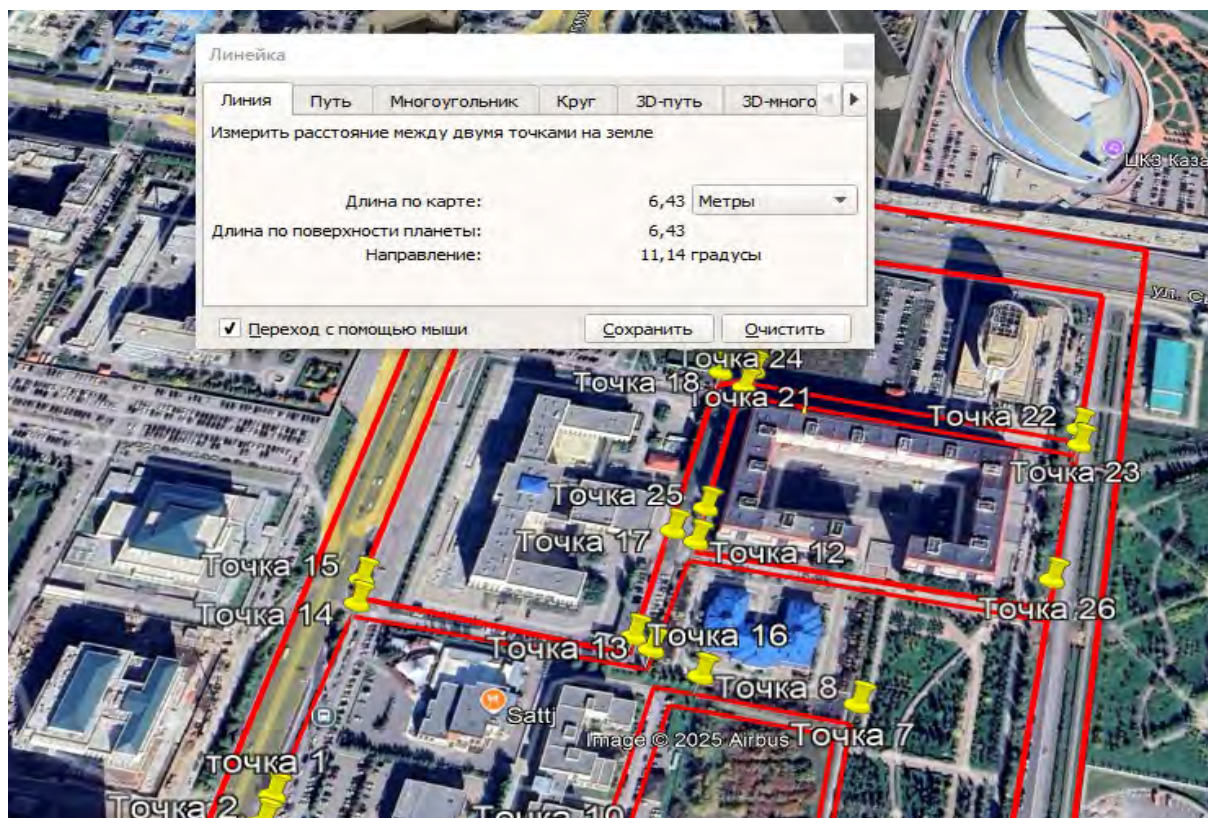 Линейка
Линия Путь Многоугольник Круг 3D-путь 3D-много
Измерить расстояние между двумя точками на земле
Длина по карте: 6,43 Метры
Длина по поверхности планеты: 6,43
Направление: 11,14 градусы
Переход с помощью мыши Сохранить Очистить
ЦКЗ Каза
ул. С
Точка 24
Точка 18
Точка 21
Точка 22
Точка 23
Точка 25
Точка 17
Точка 12
Точка 15
Точка 26
Точка 14
Точка 16
Точка 13
Точка 8
Sattj
Image © 2025 Airbus
Точка 7
точка 1
Точка 2
Точка 10